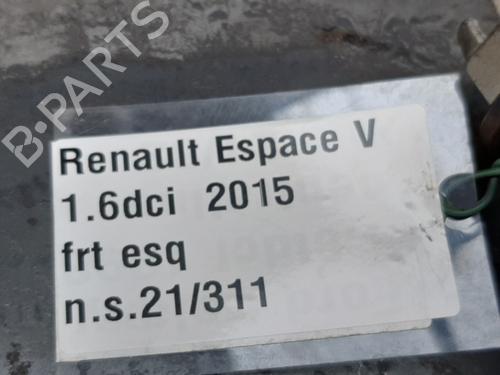 B-PARTS
Renault Espace V
1.6dci 2015
frt esq
n.s.21/311